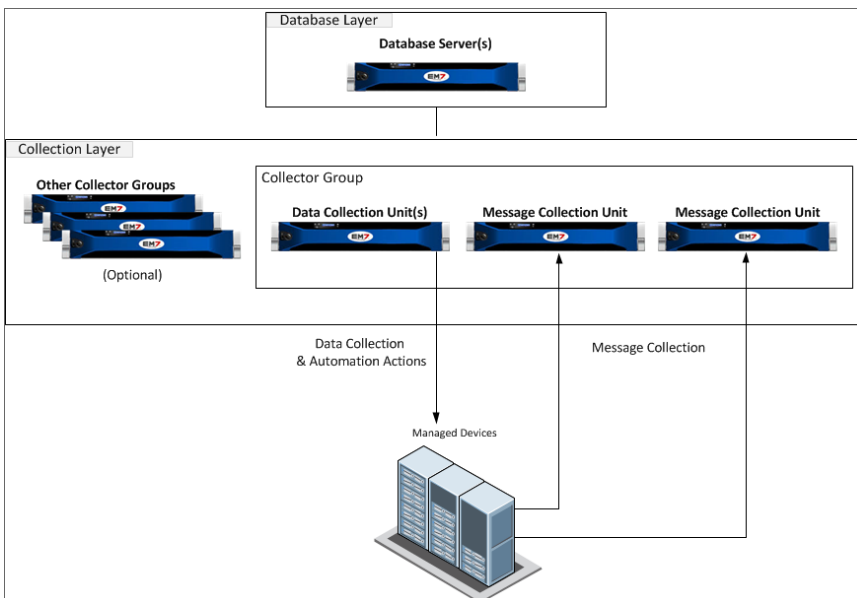 Database Layer
Database Server(s)
EM7
Collection Layer
Other Collector Groups
EM7
EM7
EM7
(Optional)
Collector Group
Data Collection Unit(s)
Message Collection Unit
Message Collection Unit
EM7
EM7
EM7
Data Collection
& Automation Actions
Message Collection
Managed Devices